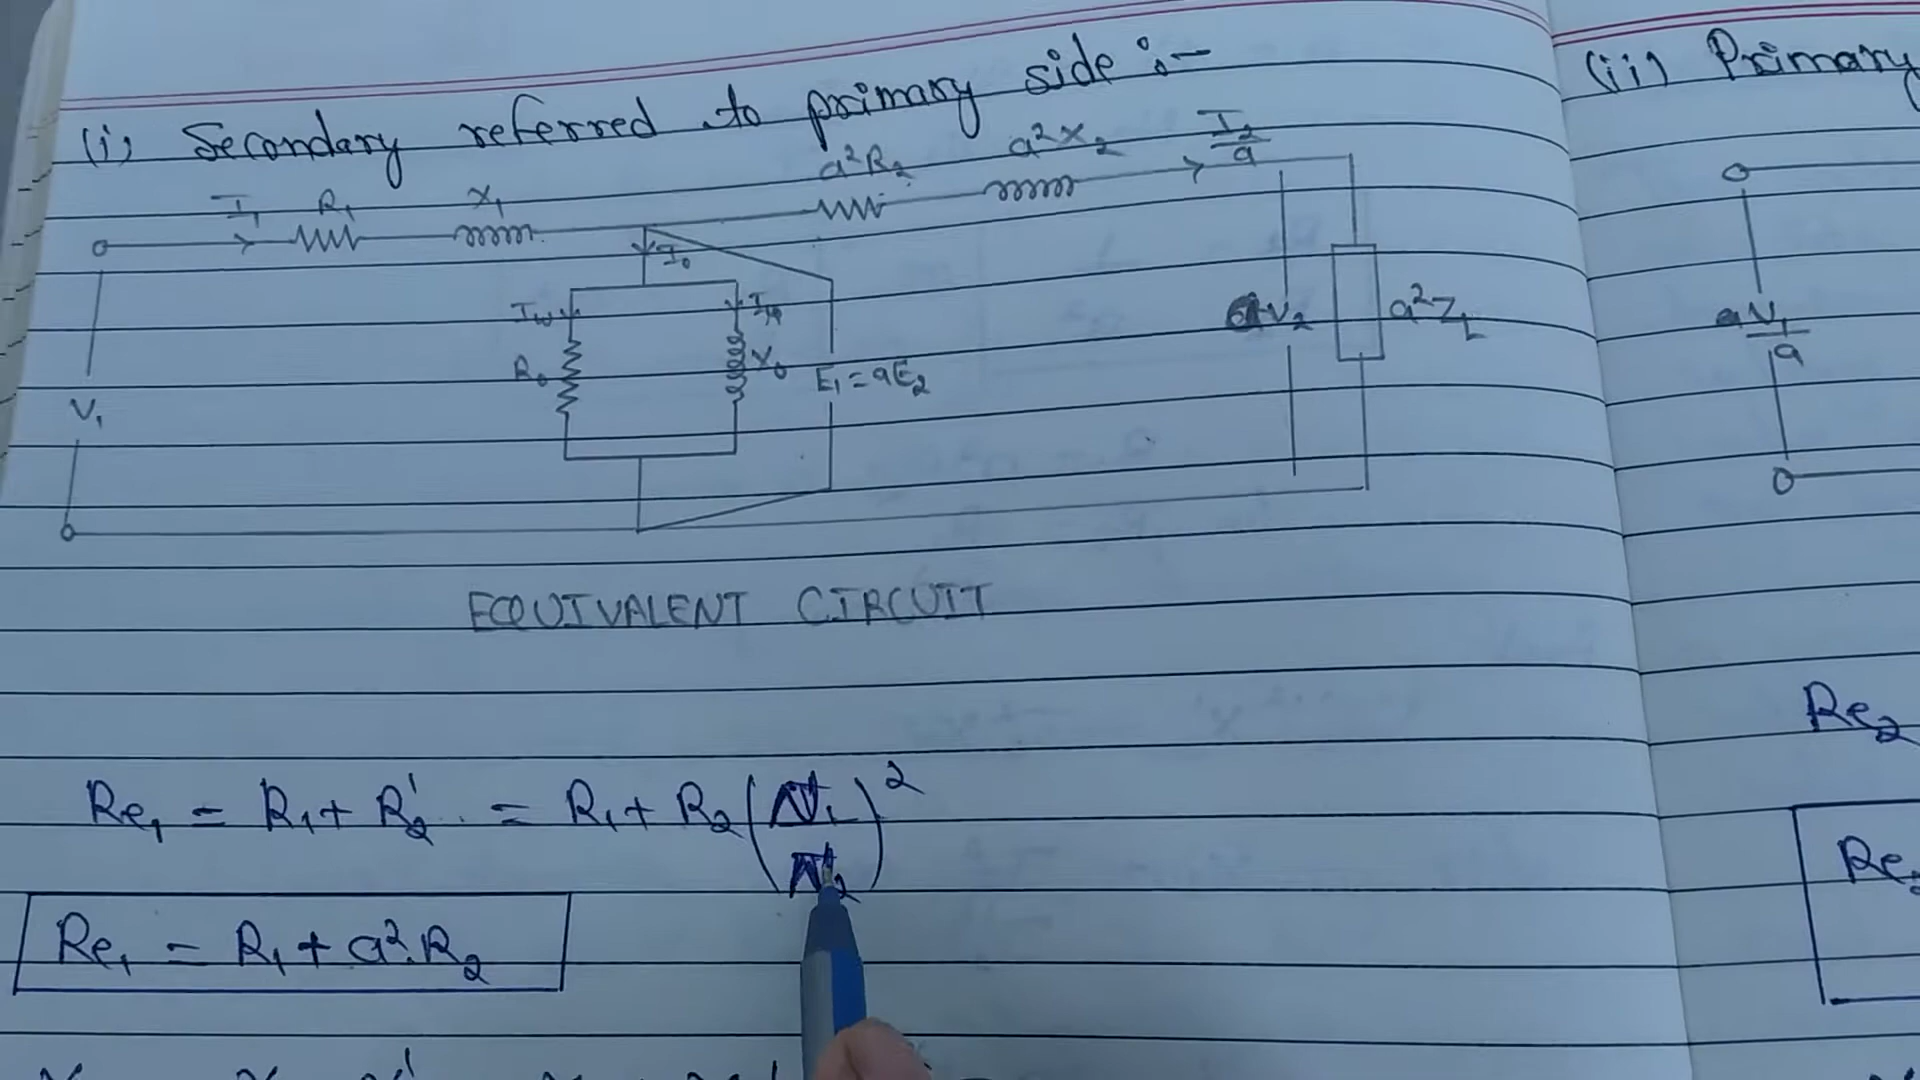 (i) Secondary referred to primary side :-
I₁ R₁ X₁ a²R₂ a²X₂ I₂/a
I₀
Iw
R₀ X₀ E₁ = aE₂
V₁
aV₂ a²Z_L
EQUIVALENT CIRCUIT
Re₁ = R₁ + R₂' = R₁ + R₂ (N₁/N₂)²
Re₁ = R₁ + a².R₂
(ii) Primary
V₁/a
Re₂